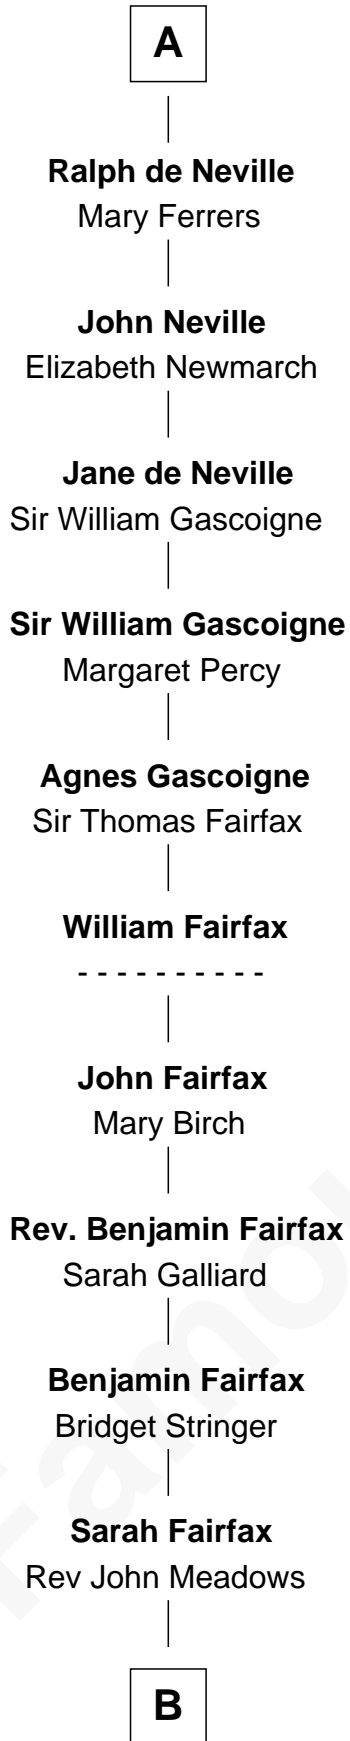 A
Ralph de Neville
Mary Ferrers
John Neville
Elizabeth Newmarch
Jane de Neville
Sir William Gascoigne
Sir William Gascoigne
Margaret Percy
Agnes Gascoigne
Sir Thomas Fairfax
William Fairfax
- - - - - - - - - -
John Fairfax
Mary Birch
Rev. Benjamin Fairfax
Sarah Galliard
Benjamin Fairfax
Bridget Stringer
Sarah Fairfax
Rev John Meadows
B